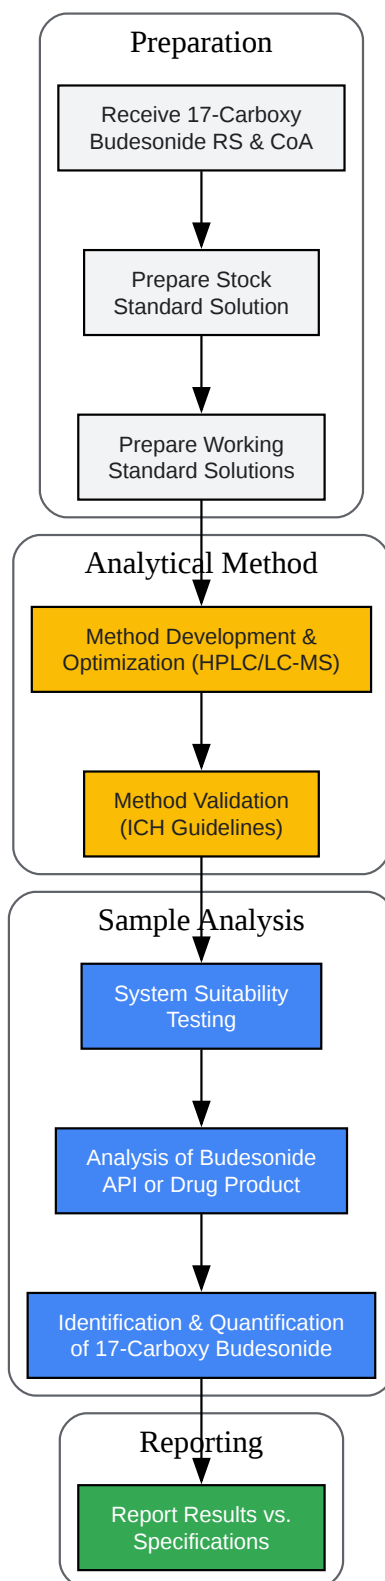 Preparation
Receive 17-Carboxy
Budesonide RS & CoA
Prepare Stock
Standard Solution
Prepare Working
Standard Solutions
Analytical Method
Method Development &
Optimization (HPLC/LC-MS)
Method Validation
(ICH Guidelines)
Sample Analysis
System Suitability
Testing
Analysis of Budesonide
API or Drug Product
Identification & Quantification
of 17-Carboxy Budesonide
Reporting
Report Results vs.
Specifications